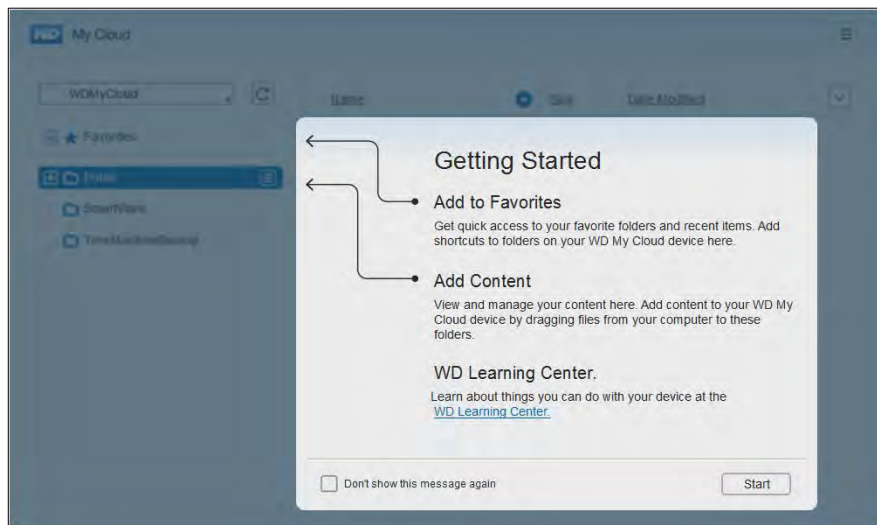 WD My Cloud
WDMyCloud
Name Size Date Modified
Favorites
Public
SmartWare
TimeMachineBackup
Getting Started
Add to Favorites
Get quick access to your favorite folders and recent items. Add
shortcuts to folders on your WD My Cloud device here.
Add Content
View and manage your content here. Add content to your WD My
Cloud device by dragging files from your computer to these
folders.
WD Learning Center.
Learn about things you can do with your device at the
WD Learning Center.
Don't show this message again
Start